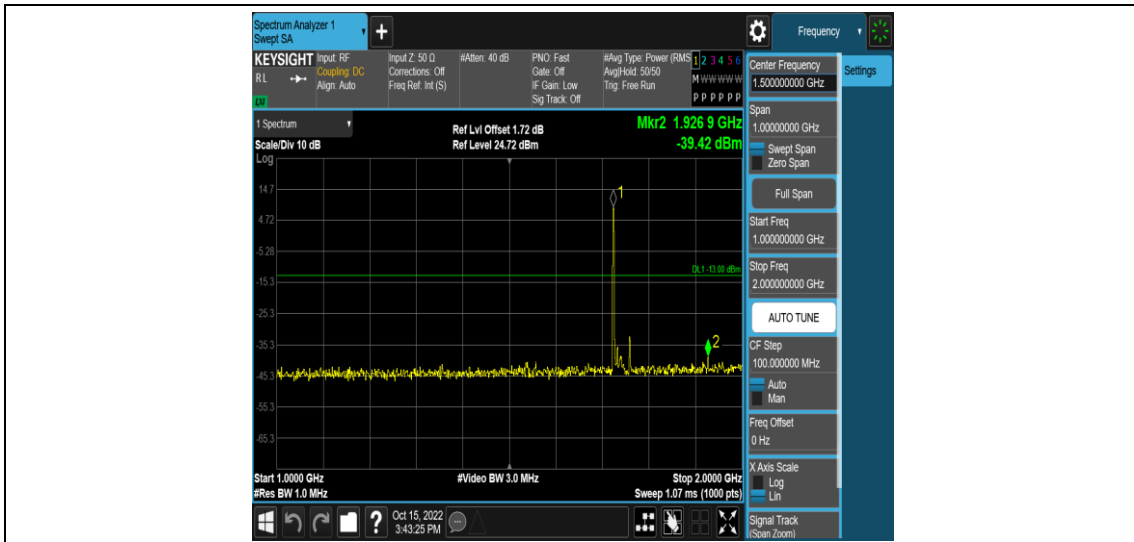 Spectrum Analyzer 1
Swept SA
+
Frequency
KEYSIGHT
RL
LXI
Input: RF
Coupling: DC
Align: Auto
Input Z: 50 Ω
Corrections: Off
Freq Ref: Int (S)
#Atten: 40 dB
PNO: Fast
Gate: Off
IF Gain: Low
Sig Track: Off
#Avg Type: Power (RMS
Avg|Hold: 50/50
Trig: Free Run
1 2 3 4 5 6
M W W W W W
P P P P P P
Center Frequency
1.500000000 GHz
Settings
Span
1.00000000 GHz
Swept Span
Zero Span
Full Span
Start Freq
1.000000000 GHz
Stop Freq
2.000000000 GHz
AUTO TUNE
CF Step
100.000000 MHz
Auto
Man
Freq Offset
0 Hz
X Axis Scale
Log
Lin
Signal Track
(Span Zoom)
1 Spectrum
Scale/Div 10 dB
Log
Ref Lvl Offset 1.72 dB
Ref Level 24.72 dBm
Mkr2 1.926 9 GHz
-39.42 dBm
14.7
4.72
-5.28
-15.3
-25.3
-35.3
-45.3
-55.3
-65.3
1
DL1 -13.00 dBm
2
Start 1.0000 GHz
#Res BW 1.0 MHz
#Video BW 3.0 MHz
Stop 2.0000 GHz
Sweep 1.07 ms (1000 pts)
?
Oct 15, 2022
3:43:25 PM